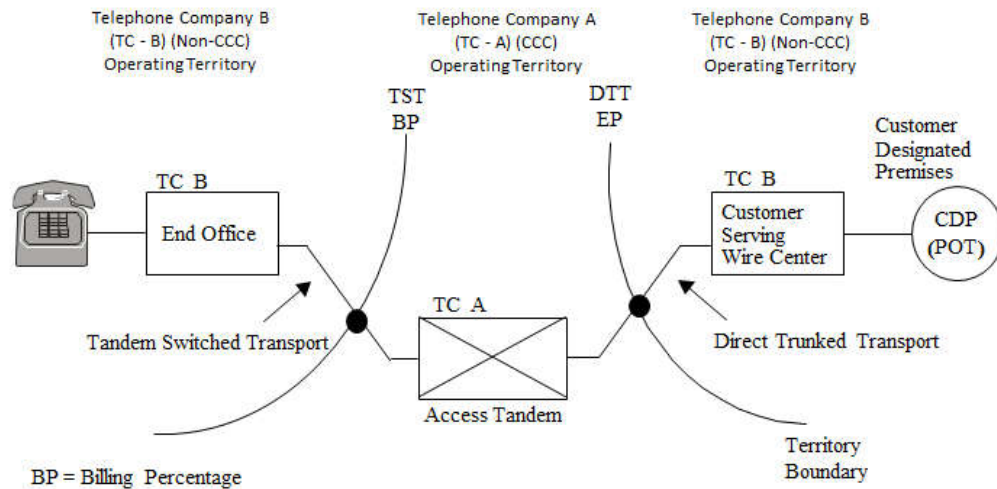 Telephone Company B
(TC - B) (Non-CCC)
Operating Territory
Telephone Company A
(TC - A) (CCC)
Operating Territory
Telephone Company B
(TC - B) (Non-CCC)
Operating Territory
TST
BP
DTT
EP
Customer
Designated
Premises
TC B
End Office
TC B
Customer
Serving
Wire Center
CDP
(POT)
TC A
Tandem Switched Transport
Direct Trunked Transport
Access Tandem
Territory
Boundary
BP = Billing Percentage